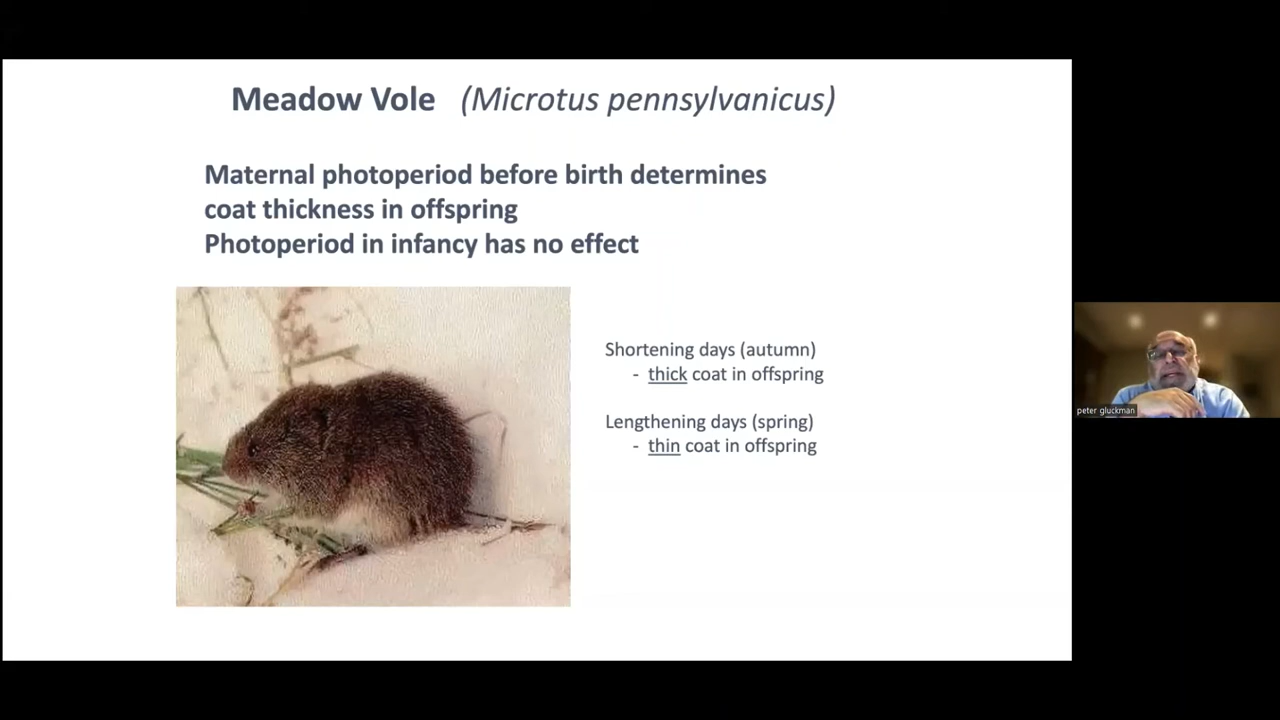 Meadow Vole (Microtus pennsylvanicus)
Maternal photoperiod before birth determines
coat thickness in offspring
Photoperiod in infancy has no effect
Shortening days (autumn)
- thick coat in offspring
Lengthening days (spring)
- thin coat in offspring
peter gluckman